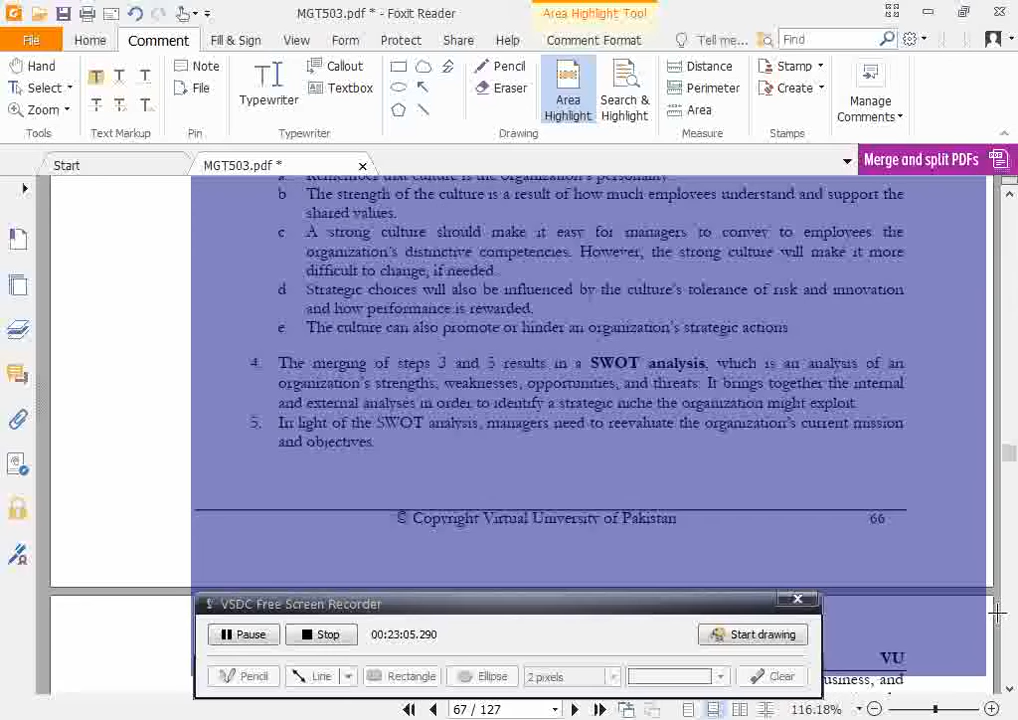 MGT503.pdf * - Foxit Reader
Area Highlight Tool
File Home Comment Fill & Sign View Form Protect Share Help Comment Format Tell me... Find
Hand
Select
Zoom
Tools
T T T
T T T
Text Markup
Note
File
Pin
Typewriter
Callout
Textbox
Typewriter
Pencil
Eraser
Area Highlight
Search & Highlight
Drawing
Distance
Perimeter
Area
Measure
Stamp
Create
Stamps
Manage Comments
Start
MGT503.pdf *
Merge and split PDFs
a Remember that culture is the organization's personality.
b The strength of the culture is a result of how much employees understand and support the
shared values.
c A strong culture should make it easy for managers to convey to employees the
organization's distinctive competencies. However, the strong culture will make it more
difficult to change, if needed.
d Strategic choices will also be influenced by the culture's tolerance of risk and innovation
and how performance is rewarded.
e The culture can also promote or hinder an organization's strategic actions
4. The merging of steps 3 and 5 results in a SWOT analysis, which is an analysis of an
organization's strengths, weaknesses, opportunities, and threats. It brings together the internal
and external analyses in order to identify a strategic niche the organization might exploit.
5. In light of the SWOT analysis, managers need to reevaluate the organization's current mission
and objectives.
© Copyright Virtual University of Pakistan 66
VSDC Free Screen Recorder
Pause Stop 00:23:05.290 Start drawing
VU
Pencil Line Rectangle Ellipse 2 pixels Clear
usiness, and
67 / 127 116.18%